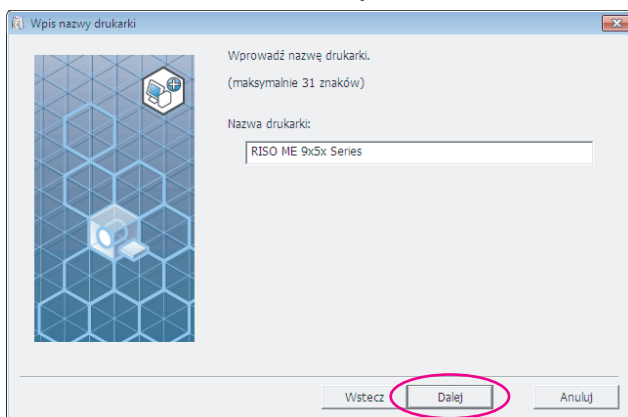 Wpis nazwy drukarki
Wprowadź nazwę drukarki.
(maksymalnie 31 znaków)
Nazwa drukarki:
RISO ME 9x5x Series
Wstecz
Dalej
Anuluj